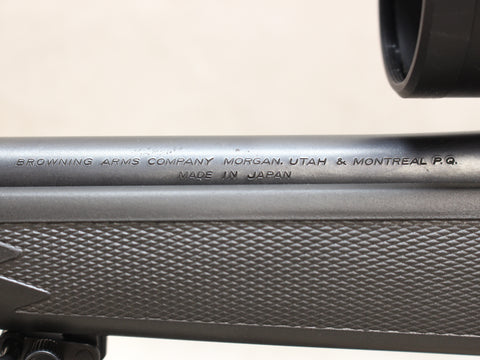 BROWNING ARMS COMPANY MORGAN, UTAH & MONTREAL P.Q.
MADE IN JAPAN